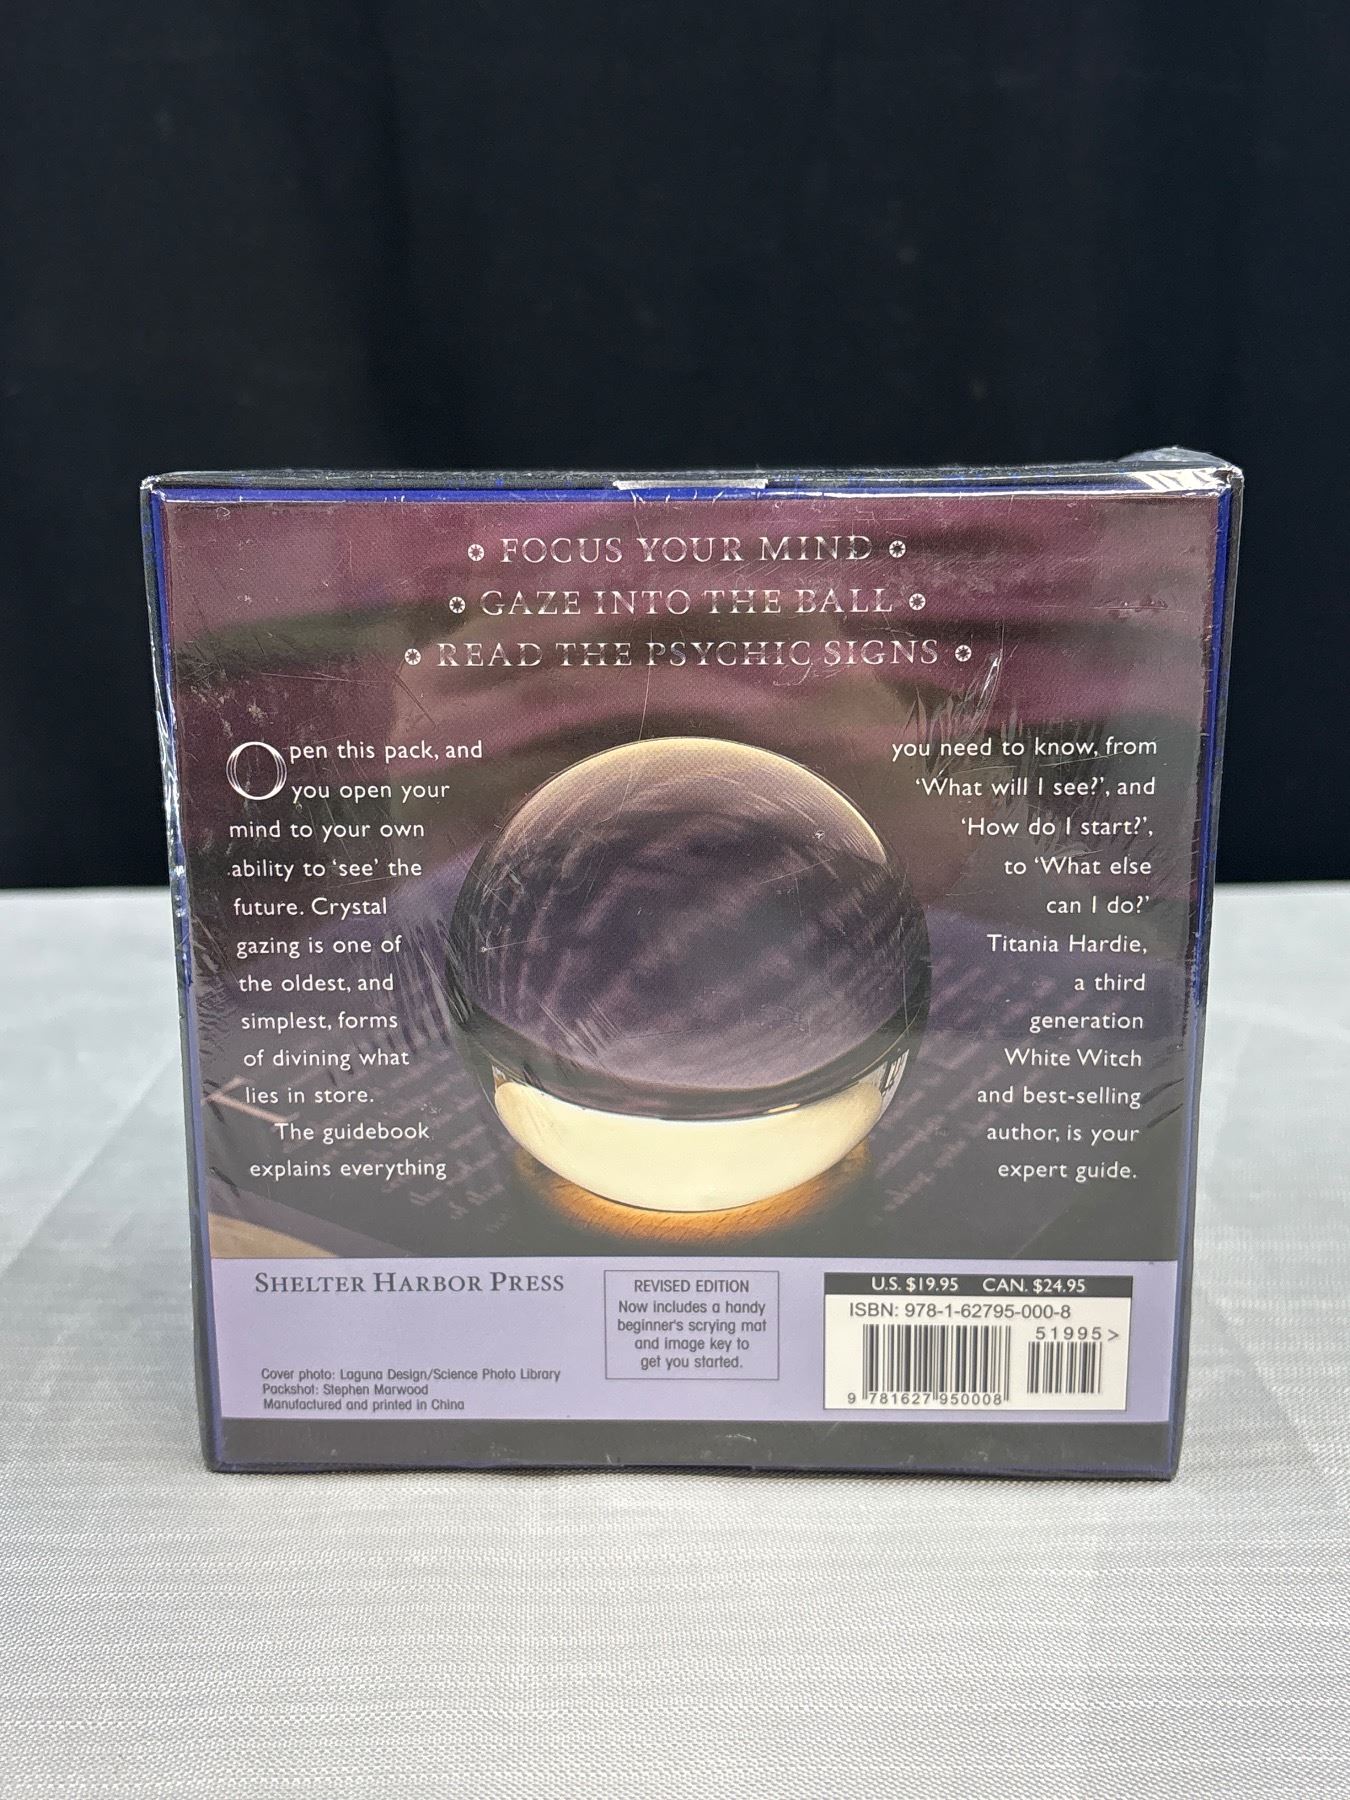 FOCUS YOUR MIND
GAZE INTO THE BALL
READ THE PSYCHIC SIGNS
Open this pack, and
you open your
mind to your own
ability to ‘see’ the
future. Crystal
gazing is one of
the oldest, and
simplest, forms
of divining what
lies in store.
The guidebook
explains everything
you need to know, from
‘What will I see?’, and
‘How do I start?’,
to ‘What else
can I do?’
Titania Hardie,
a third
generation
White Witch
and best-selling
author, is your
expert guide.
SHELTER HARBOR PRESS
Cover photo: Laguna Design/Science Photo Library
Packshot: Stephen Marwood
Manufactured and printed in China
REVISED EDITION
Now includes a handy
beginner's scrying mat
and image key to
get you started.
U.S. $19.95 CAN. $24.95
ISBN: 978-1-62795-000-8
51995>
9 781627 950008